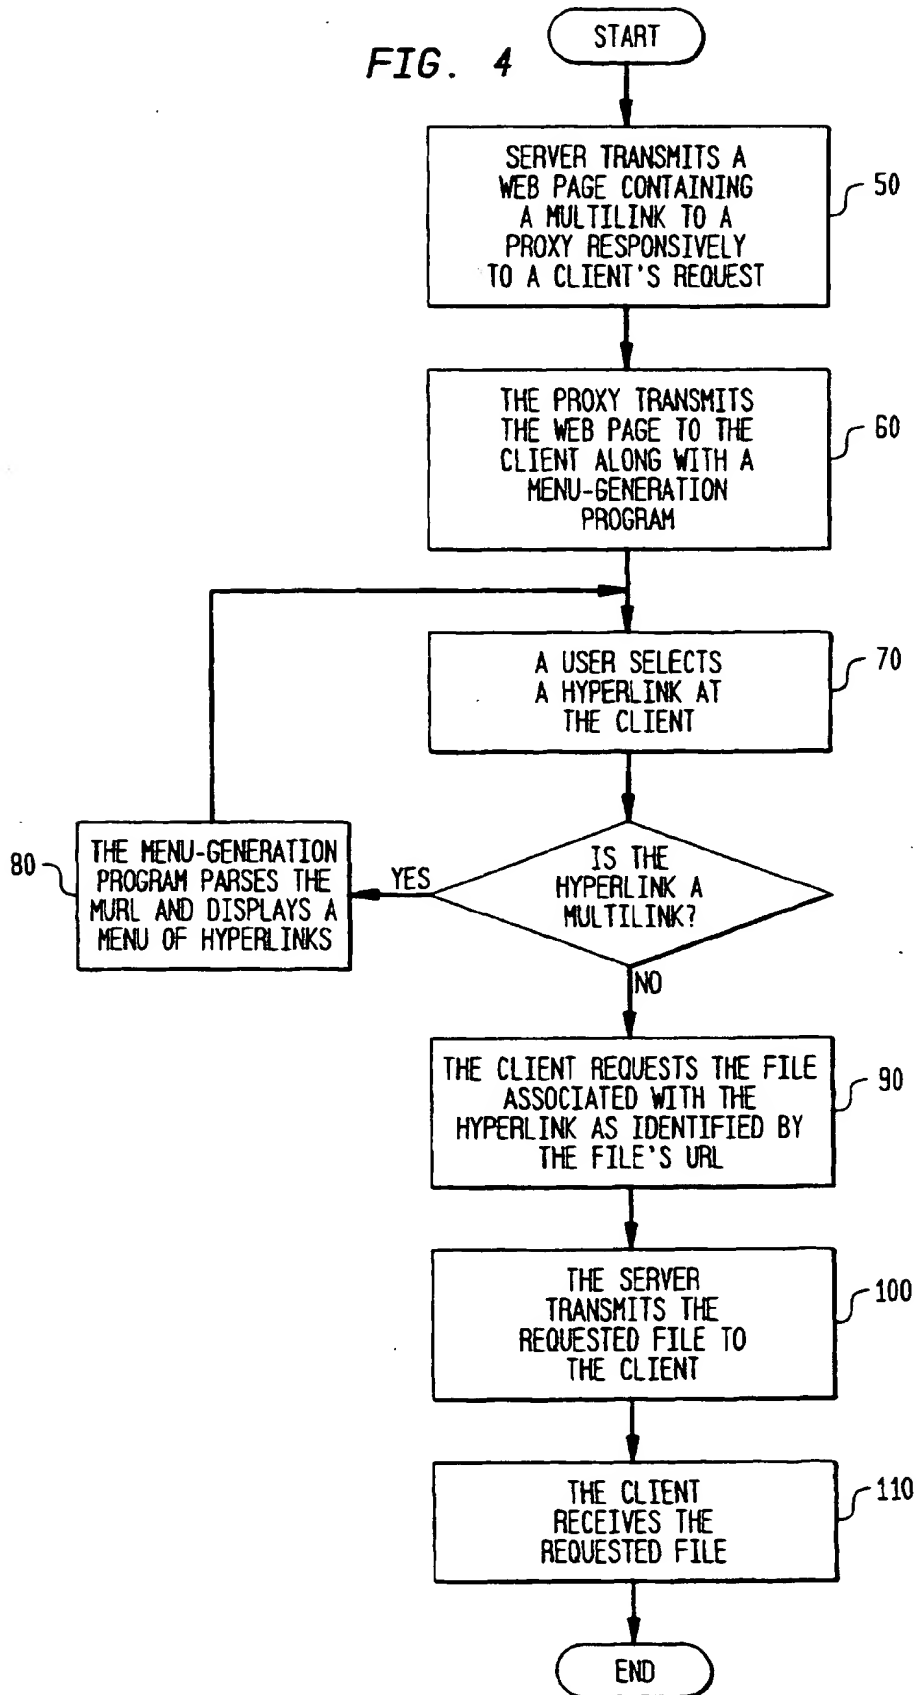 FIG. 4
START
SERVER TRANSMITS A
WEB PAGE CONTAINING
A MULTILINK TO A
PROXY RESPONSIVELY
TO A CLIENT'S REQUEST
50
THE PROXY TRANSMITS
THE WEB PAGE TO THE
CLIENT ALONG WITH A
MENU-GENERATION
PROGRAM
60
A USER SELECTS
A HYPERLINK AT
THE CLIENT
70
IS THE
HYPERLINK A
MULTILINK?
YES
80
THE MENU-GENERATION
PROGRAM PARSES THE
MURL AND DISPLAYS A
MENU OF HYPERLINKS
NO
THE CLIENT REQUESTS THE FILE
ASSOCIATED WITH THE
HYPERLINK AS IDENTIFIED BY
THE FILE'S URL
90
THE SERVER
TRANSMITS THE
REQUESTED FILE TO
THE CLIENT
100
THE CLIENT
RECEIVES THE
REQUESTED FILE
110
END